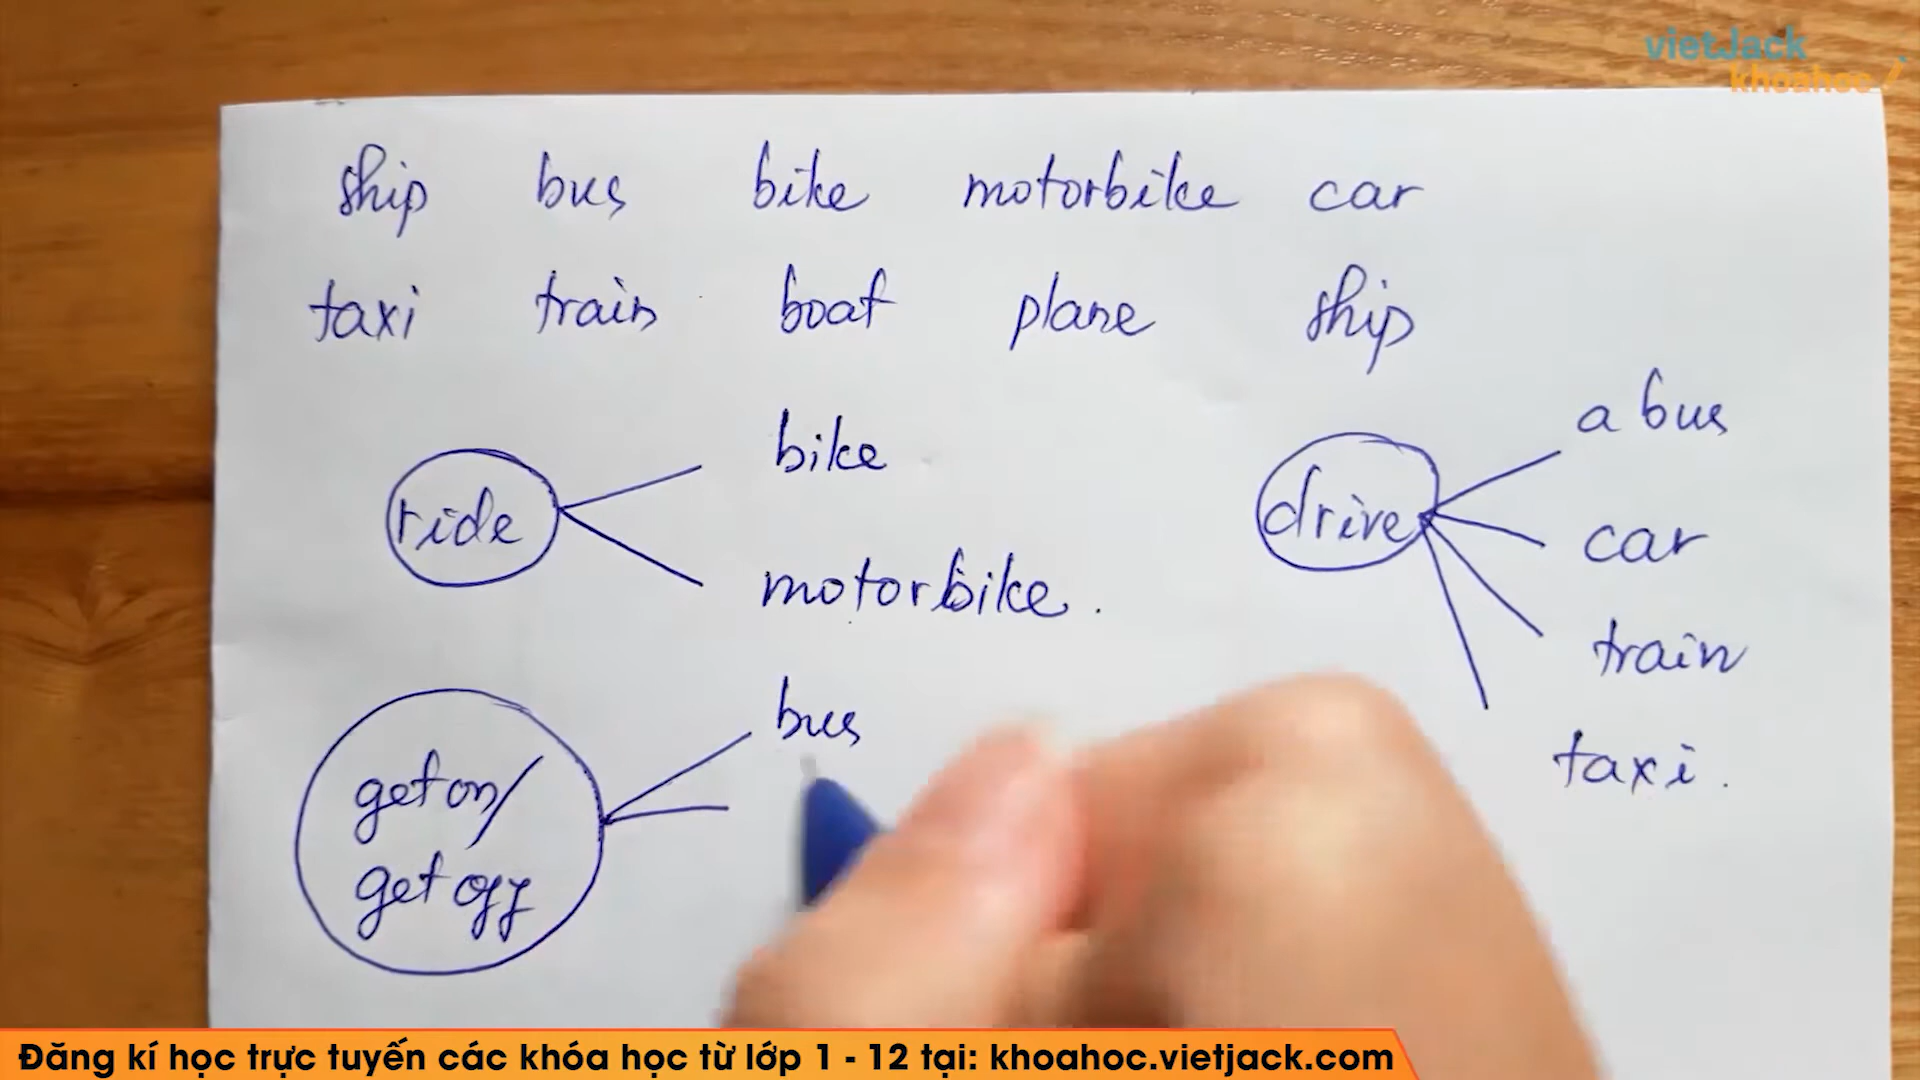 vietJack
khoahoc
ship bus bike motorbike car
taxi train boat plane ship
ride
bike
motorbike.
drive
a bus
car
train
taxi.
get on/
get off
bus
Đăng kí học trực tuyến các khóa học từ lớp 1 - 12 tại: khoahoc.vietjack.com